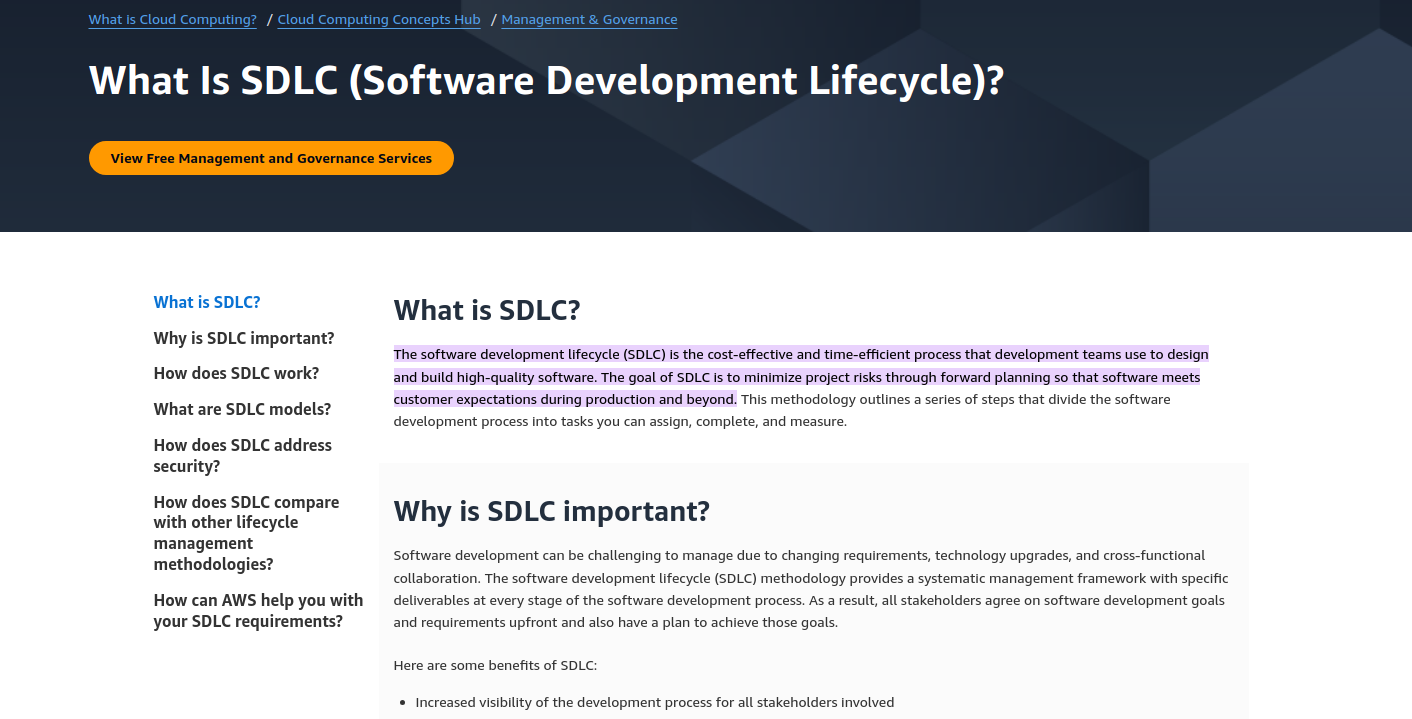 What is Cloud Computing? / Cloud Computing Concepts Hub / Management & Governance
What Is SDLC (Software Development Lifecycle)?
View Free Management and Governance Services
What is SDLC?
Why is SDLC important?
How does SDLC work?
What are SDLC models?
How does SDLC address
security?
How does SDLC compare
with other lifecycle
management
methodologies?
How can AWS help you with
your SDLC requirements?
What is SDLC?
The software development lifecycle (SDLC) is the cost-effective and time-efficient process that development teams use to design
and build high-quality software. The goal of SDLC is to minimize project risks through forward planning so that software meets
customer expectations during production and beyond. This methodology outlines a series of steps that divide the software
development process into tasks you can assign, complete, and measure.
Why is SDLC important?
Software development can be challenging to manage due to changing requirements, technology upgrades, and cross-functional
collaboration. The software development lifecycle (SDLC) methodology provides a systematic management framework with specific
deliverables at every stage of the software development process. As a result, all stakeholders agree on software development goals
and requirements upfront and also have a plan to achieve those goals.
Here are some benefits of SDLC:
• Increased visibility of the development process for all stakeholders involved